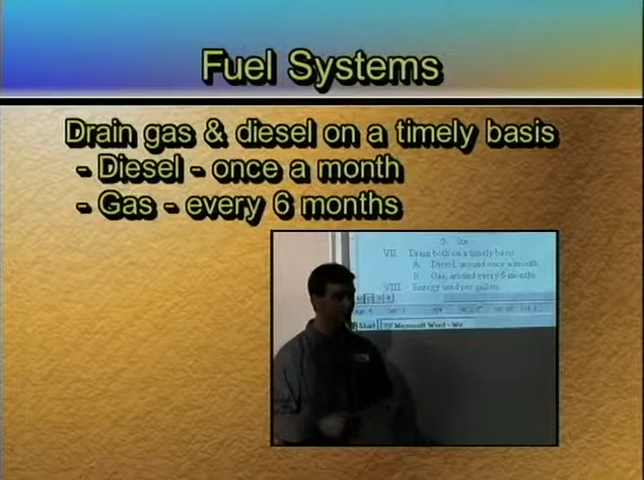 Fuel Systems
Drain gas & diesel on a timely basis
- Diesel - once a month
- Gas - every 6 months
VII. Drain both on a timely basis
A. Diesel, around once a month
B. Gas, around every 6 months
VIII. Energy used per gallon
Start Microsoft Word - We